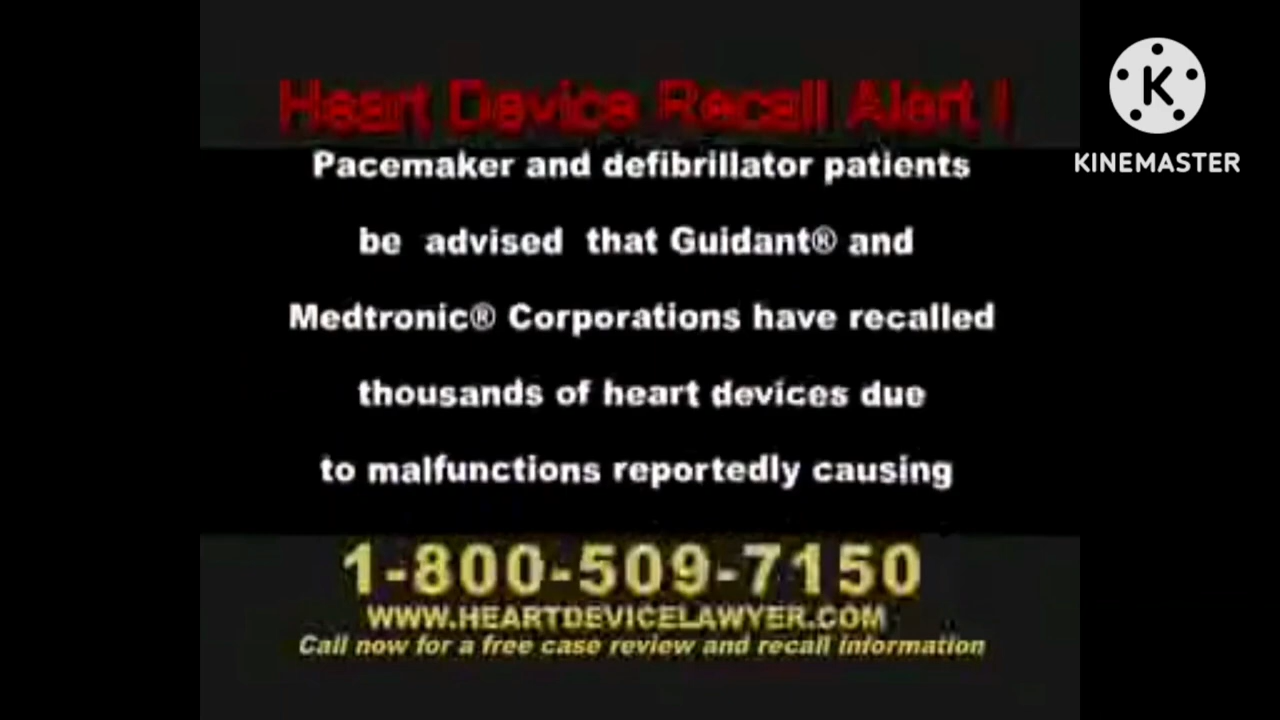 Heart Device Recall Alert !
Pacemaker and defibrillator patients
be advised that Guidant® and
Medtronic® Corporations have recalled
thousands of heart devices due
to malfunctions reportedly causing
1-800-509-7150
WWW.HEARTDEVICELAWYER.COM
Call now for a free case review and recall information
K
KINEMASTER